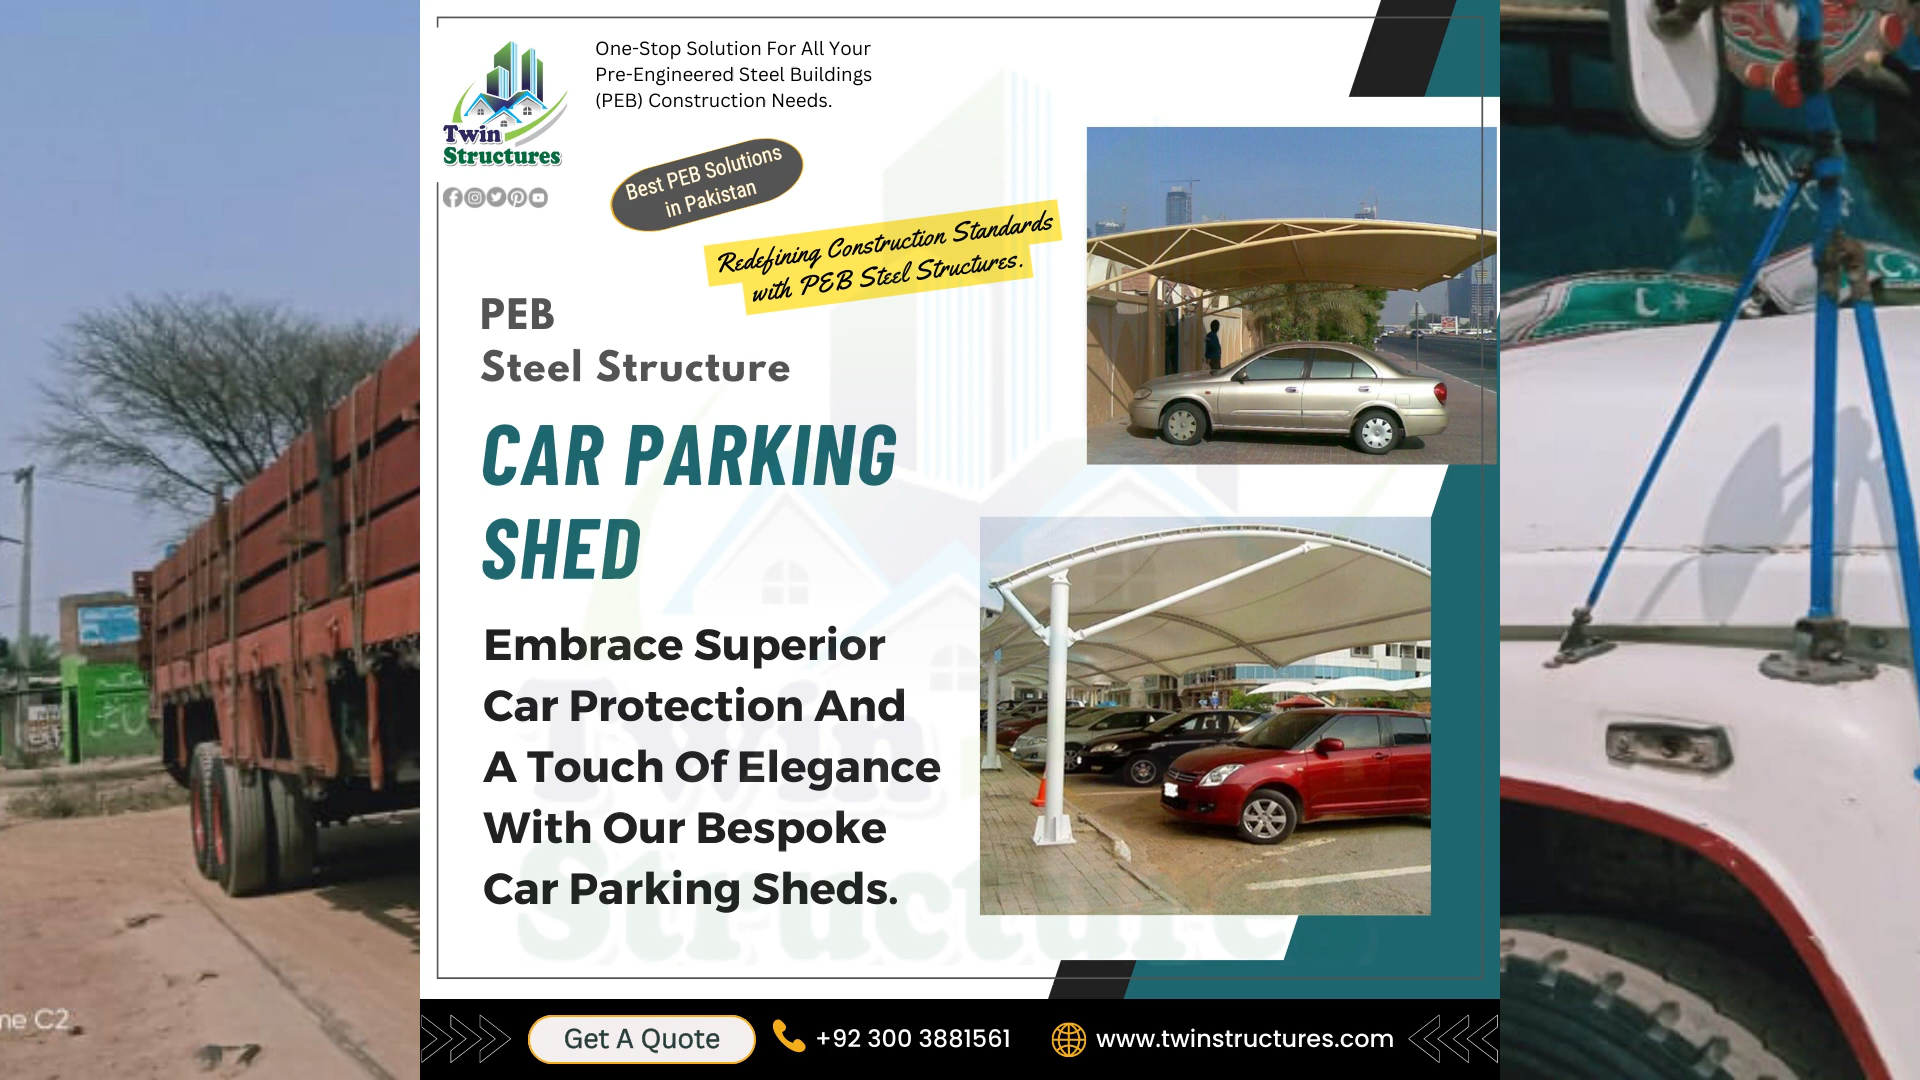 One-Stop Solution For All Your
Pre-Engineered Steel Buildings
(PEB) Construction Needs.
Twin
Structures
Best PEB Solutions
in Pakistan
Redefining Construction Standards
with PEB Steel Structures.
PEB
Steel Structure
CAR PARKING
SHED
Embrace Superior
Car Protection And
A Touch Of Elegance
With Our Bespoke
Car Parking Sheds.
Twin
Structures
Get A Quote
+92 300 3881561
www.twinstructures.com
C2